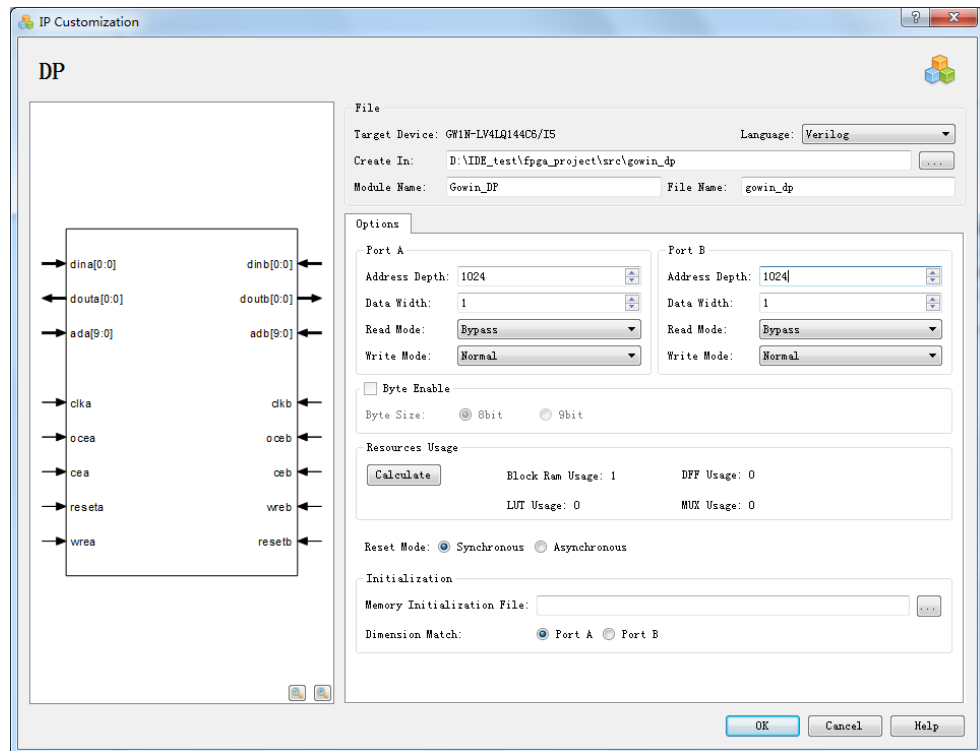 IP Customization
DP
File
Target Device: GW1N-LV4LQ144C6/I5 Language: Verilog
Create In: D:\IDE_test\fpga_project\src\gowin_dp ...
Module Name: Gowin_DP File Name: gowin_dp
Options
Port A Port B
Address Depth: 1024 Address Depth: 1024
Data Width: 1 Data Width: 1
Read Mode: Bypass Read Mode: Bypass
Write Mode: Normal Write Mode: Normal
Byte Enable
Byte Size: 8bit 9bit
Resources Usage
Calculate Block Ram Usage: 1 DFF Usage: 0
LUT Usage: 0 MUX Usage: 0
Reset Mode: Synchronous Asynchronous
Initialization
Memory Initialization File: ...
Dimension Match: Port A Port B
dina[0:0] dinb[0:0]
douta[0:0] doutb[0:0]
ada[9:0] adb[9:0]
clka clkb
ocea oceb
cea ceb
reseta wreb
wrea resetb
OK Cancel Help